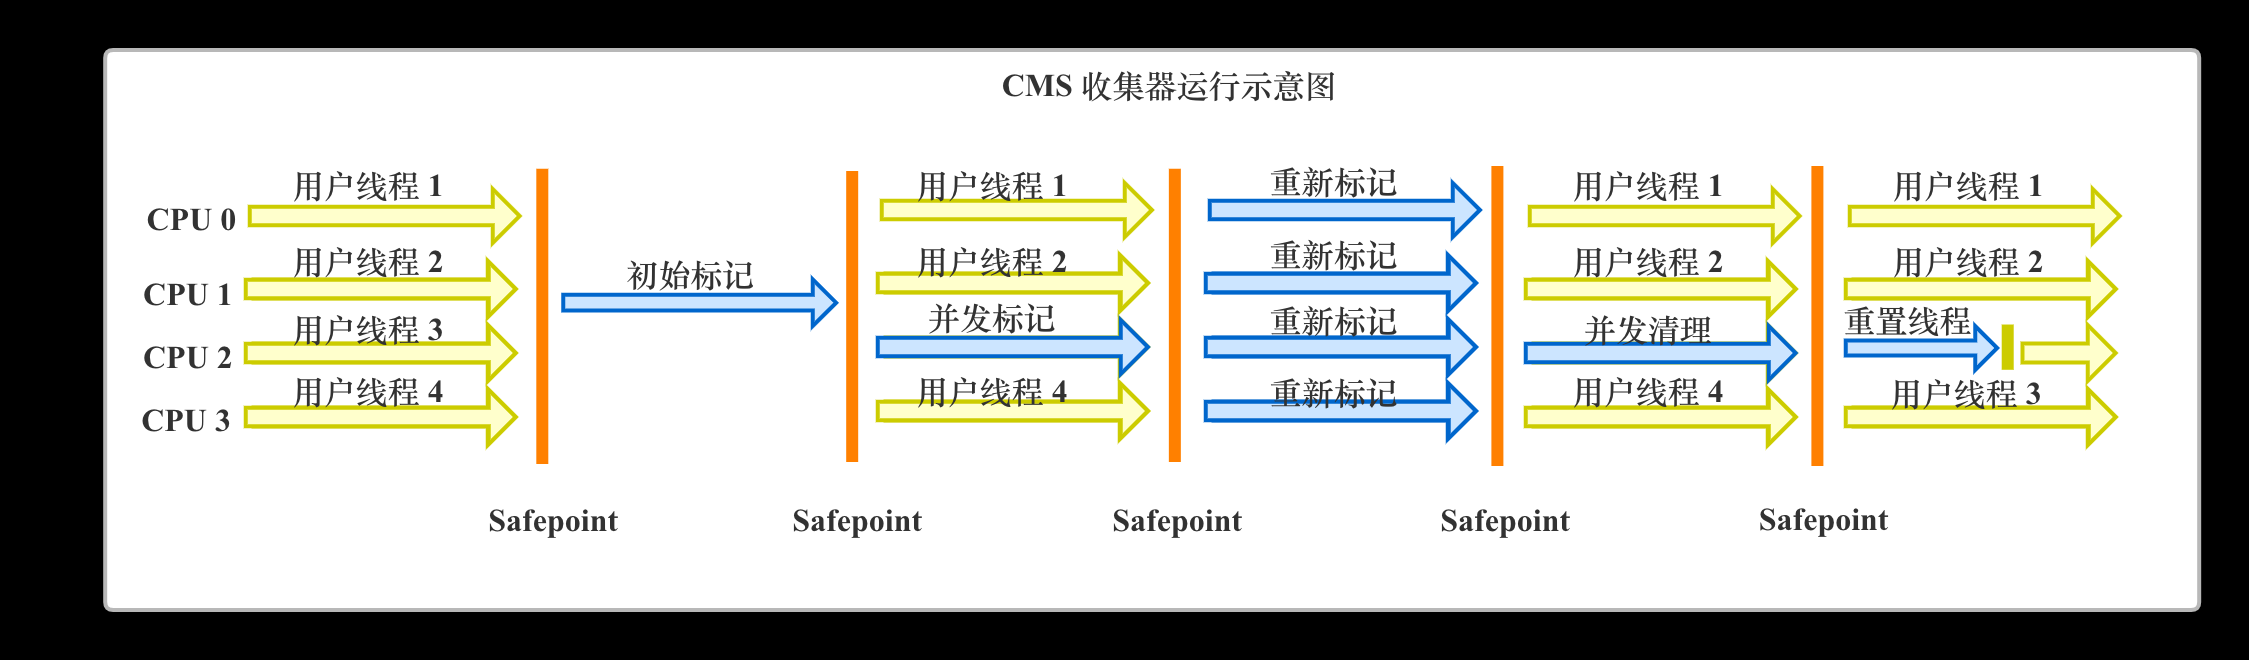 CMS 收集器运行示意图
用户线程 1 用户线程 1 重新标记 用户线程 1 用户线程 1
CPU 0
用户线程 2 初始标记 用户线程 2 重新标记 用户线程 2 用户线程 2
CPU 1
用户线程 3 并发标记 重新标记 并发清理 重置线程
CPU 2
用户线程 4 用户线程 4 重新标记 用户线程 4 用户线程 3
CPU 3
Safepoint Safepoint Safepoint Safepoint Safepoint